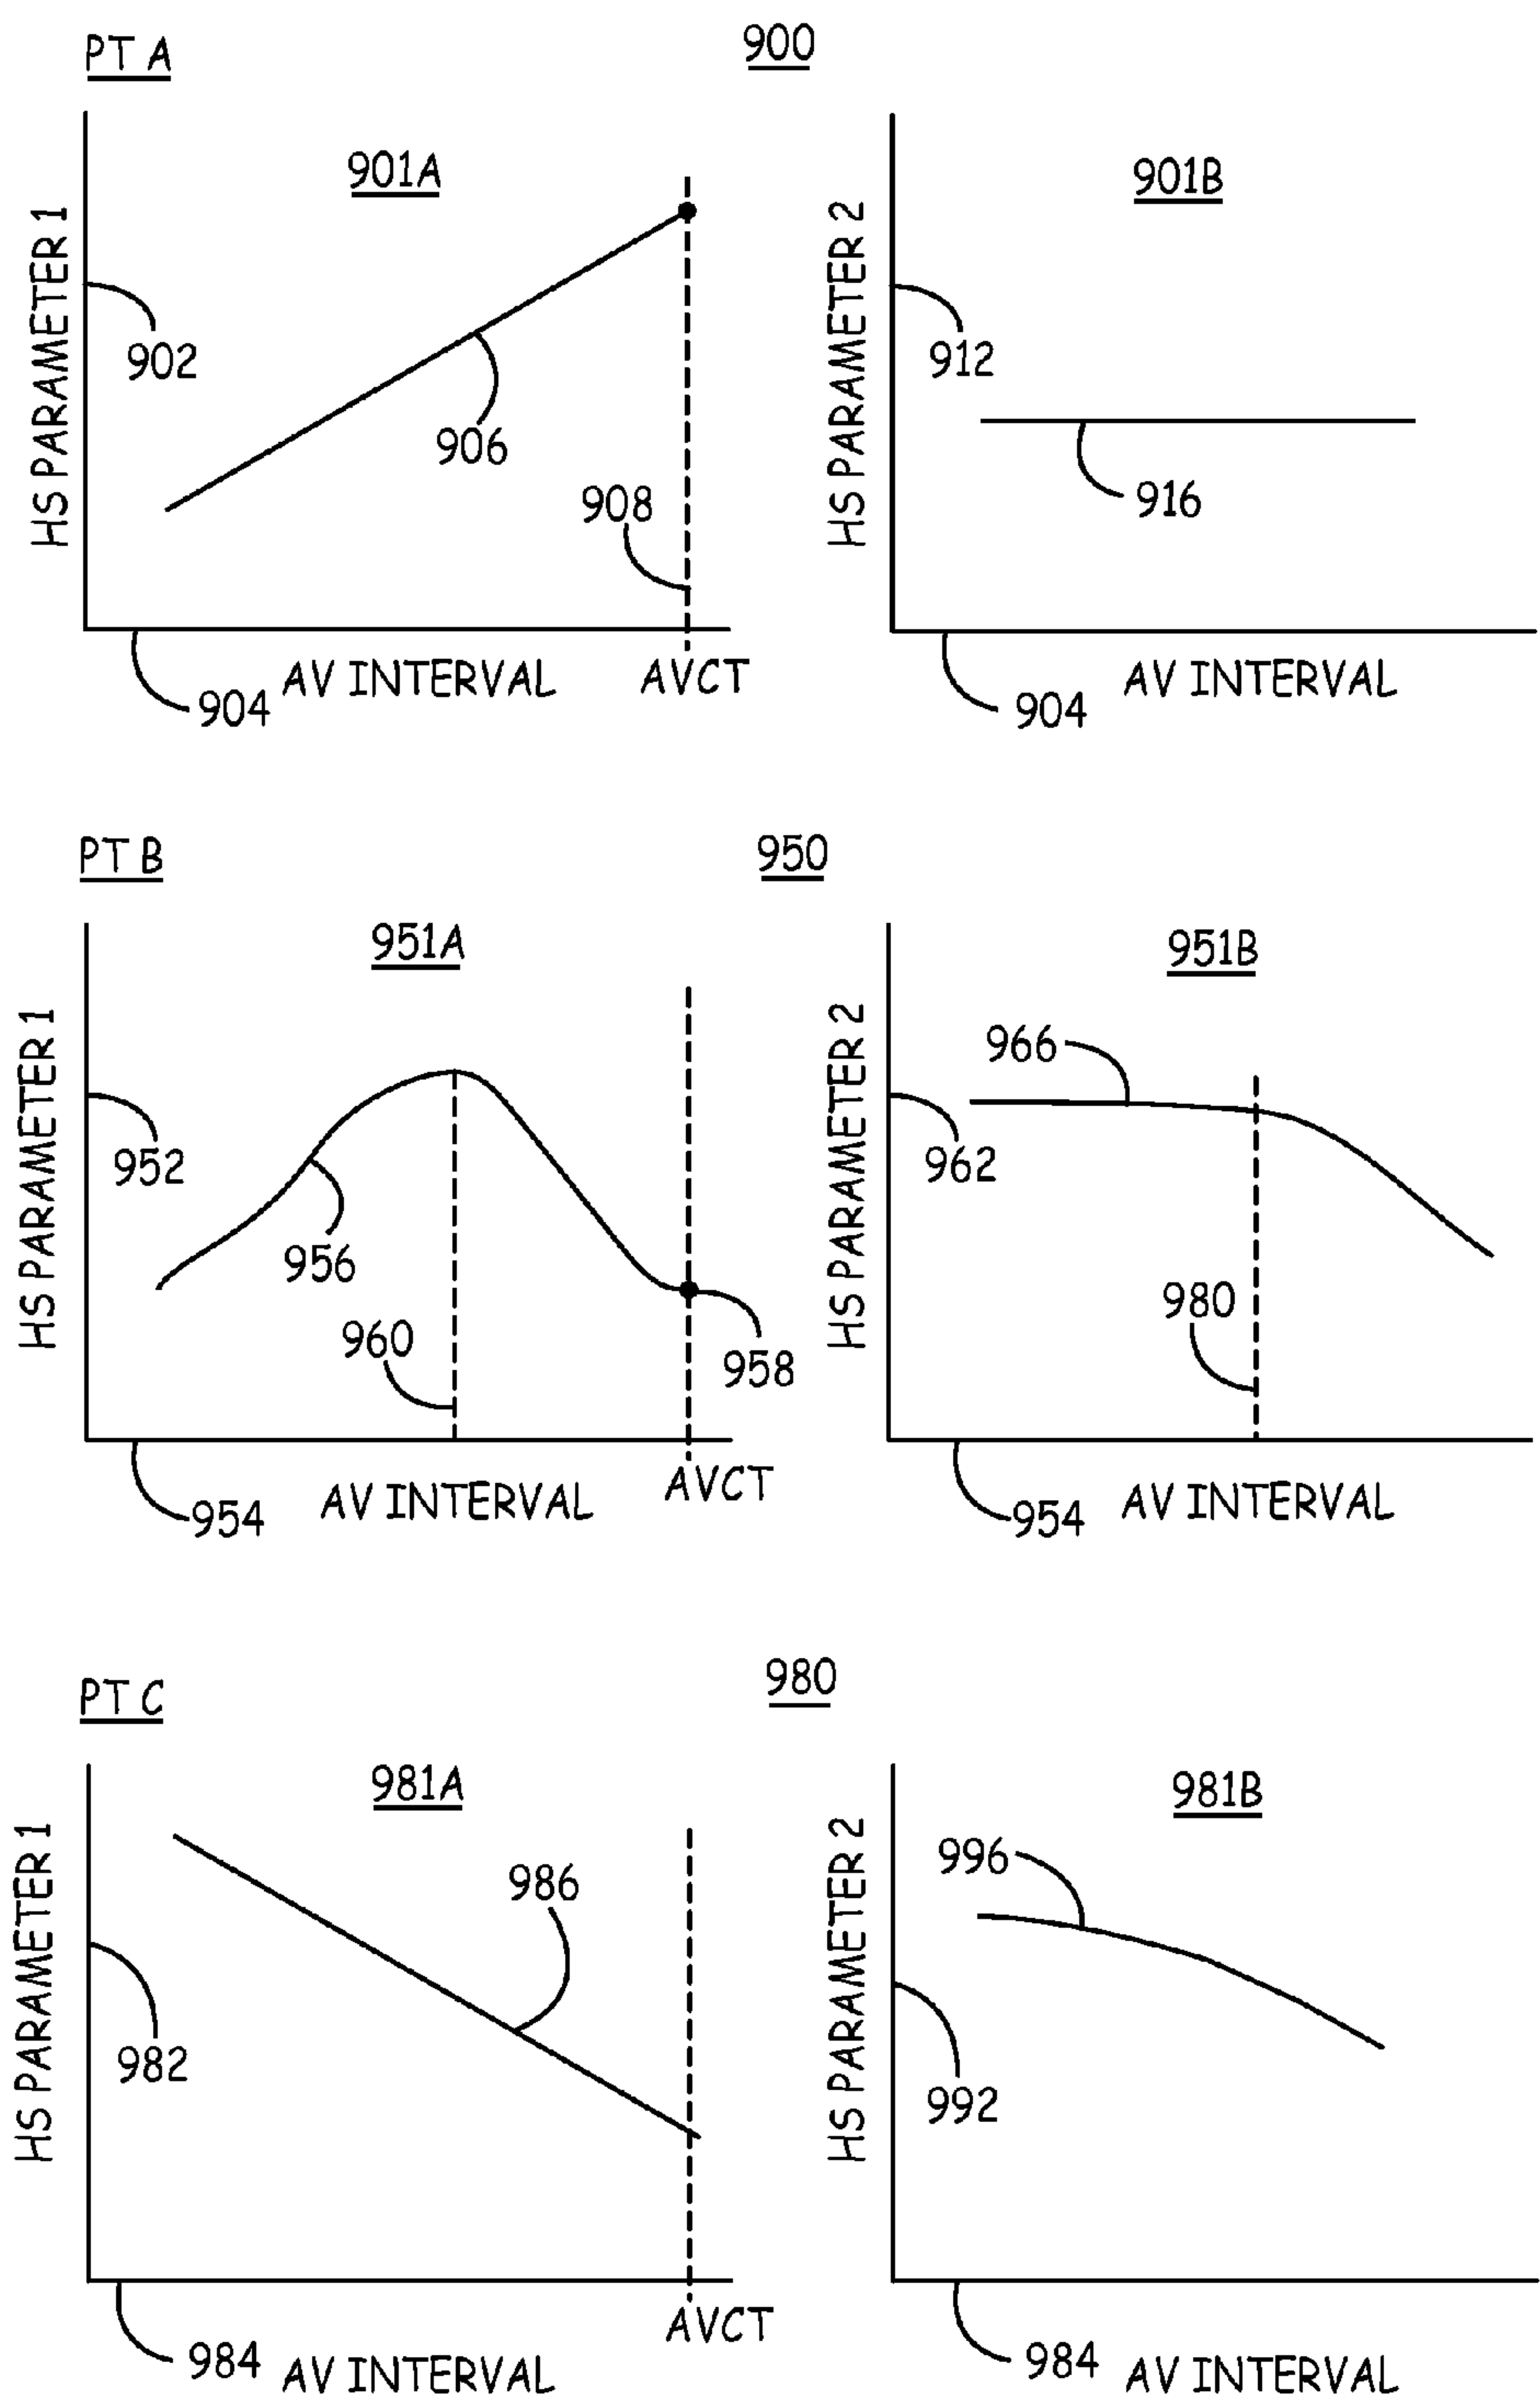 PT A
900
901A
HS PARAMETER 1
902
906
908
904
AV INTERVAL
AVCT
901B
HS PARAMETER 2
912
916
904
AV INTERVAL
PT B
950
951A
HS PARAMETER 1
952
956
960
958
954
AV INTERVAL
AVCT
951B
HS PARAMETER 2
966
962
980
954
AV INTERVAL
PT C
980
981A
HS PARAMETER 1
986
982
984
AV INTERVAL
AVCT
981B
HS PARAMETER 2
996
992
984
AV INTERVAL